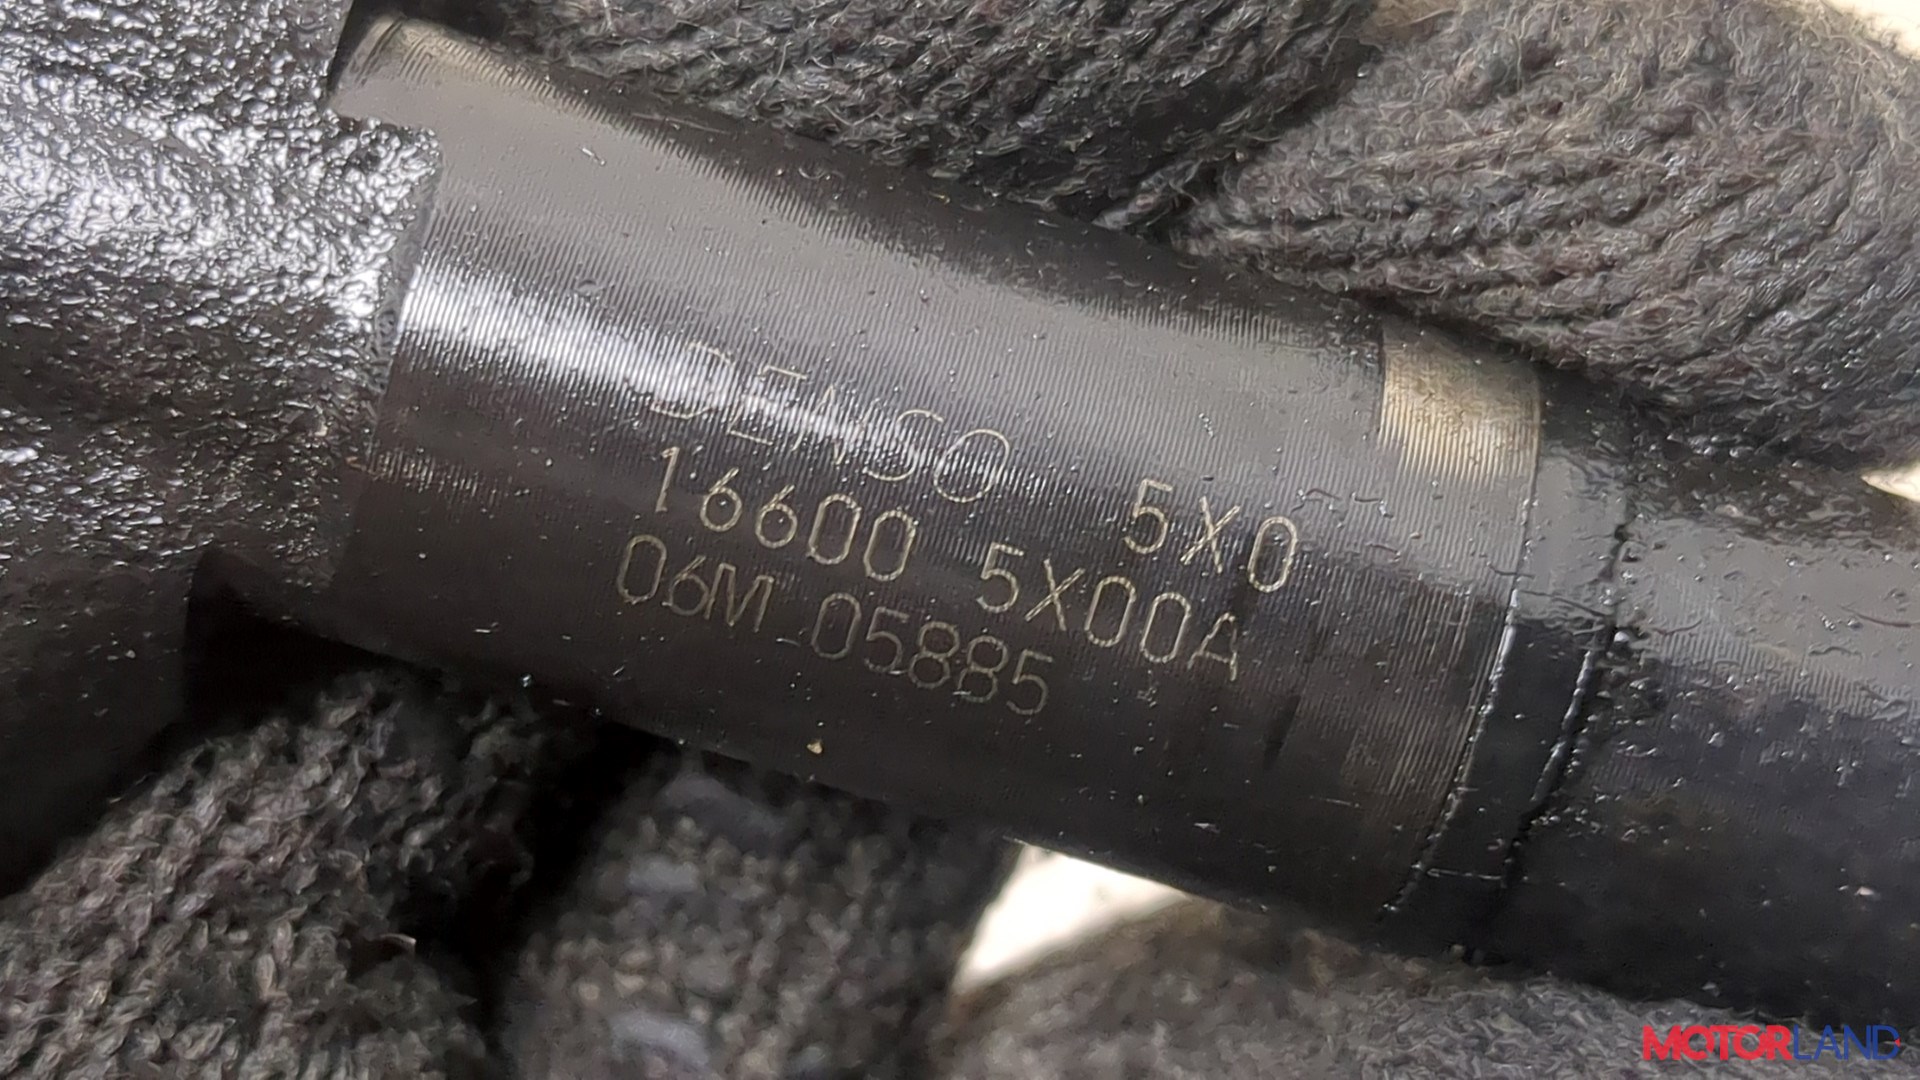 DENSO 5X0
16600 5X00A
06M 05885
MOTORLAND